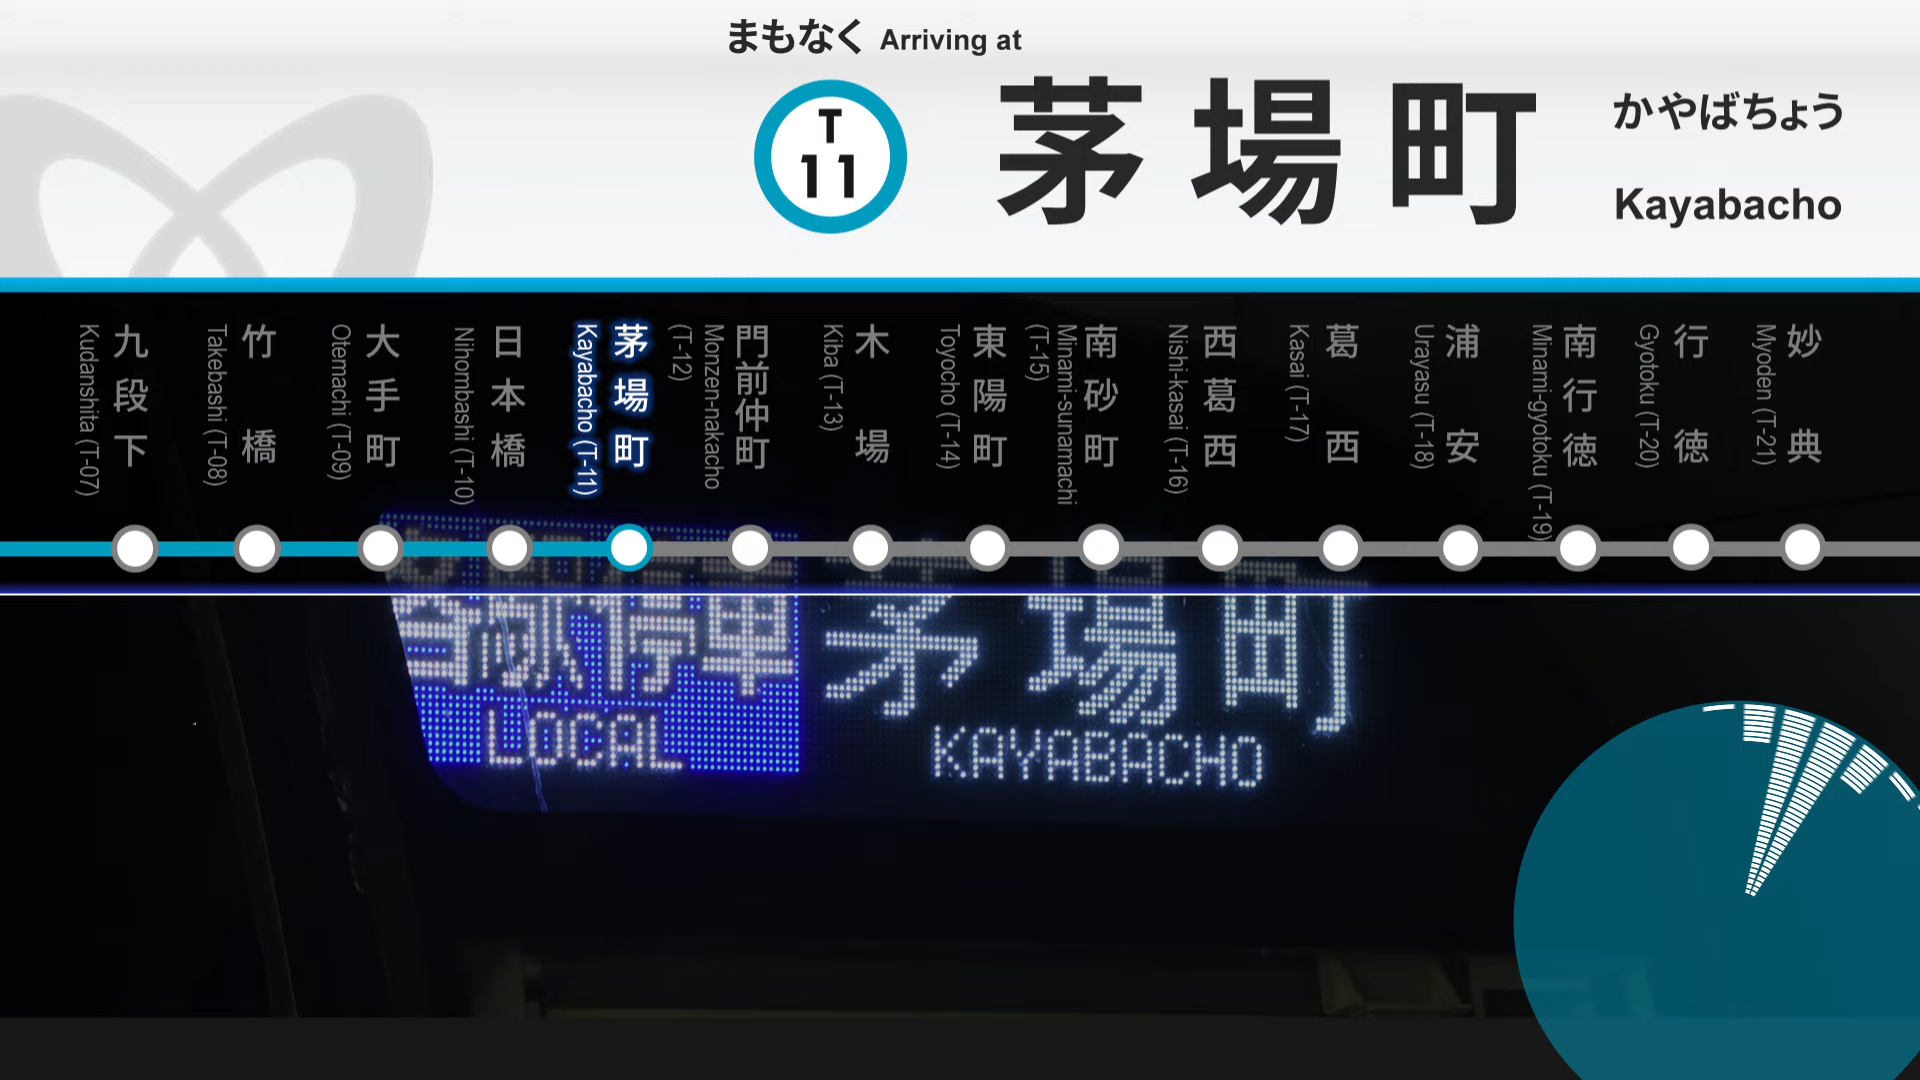 まもなく Arriving at
T
11
茅場町
かやばちょう
Kayabacho
九段下
Kudanshita (T-07)
竹橋
Takebashi (T-08)
大手町
Otemachi (T-09)
日本橋
Nihombashi (T-10)
茅場町
Kayabacho (T-11)
門前仲町
Monzen-nakacho
(T-12)
木場
Kiba (T-13)
東陽町
Toyocho (T-14)
南砂町
Minami-sunamachi
(T-15)
西葛西
Nishi-kasai (T-16)
葛西
Kasai (T-17)
浦安
Urayasu (T-18)
南行徳
Minami-gyotoku (T-19)
行徳
Gyotoku (T-20)
妙典
Myoden (T-21)
各駅停車 茅場町
LOCAL KAYABACHO